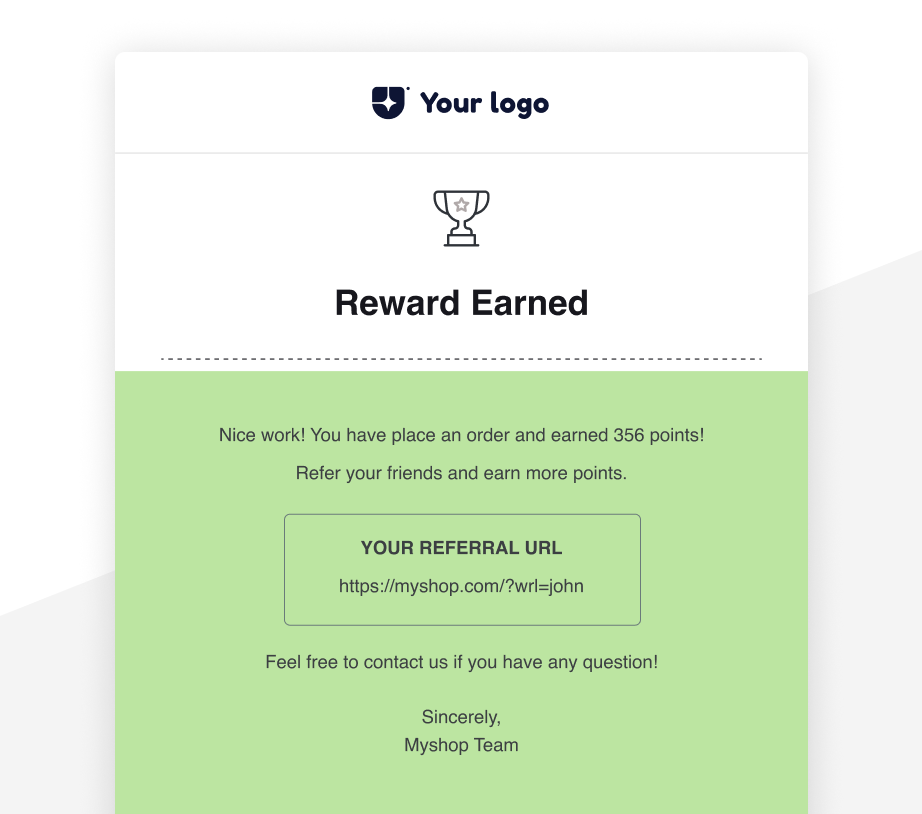 Your logo
Reward Earned
Nice work! You have place an order and earned 356 points!
Refer your friends and earn more points.
YOUR REFERRAL URL
https://myshop.com/?wrl=john
Feel free to contact us if you have any question!
Sincerely,
Myshop Team